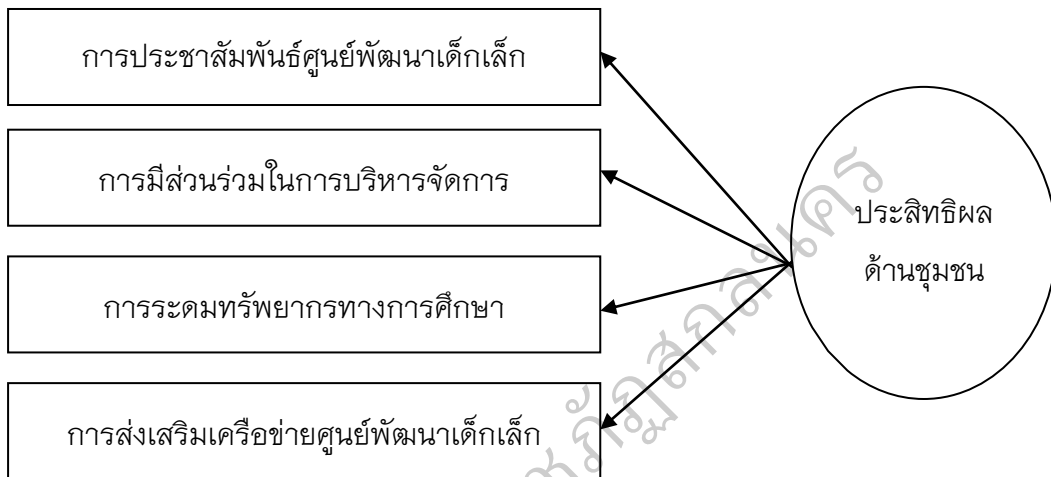 การประชาสัมพันธ์ศูนย์พัฒนาเด็กเล็ก
การมีส่วนร่วมในการบริหารจัดการ
การระดมทรัพยากรทางการศึกษา
การส่งเสริมเครือข่ายศูนย์พัฒนาเด็กเล็ก
ประสิทธิผล
ด้านชุมชน